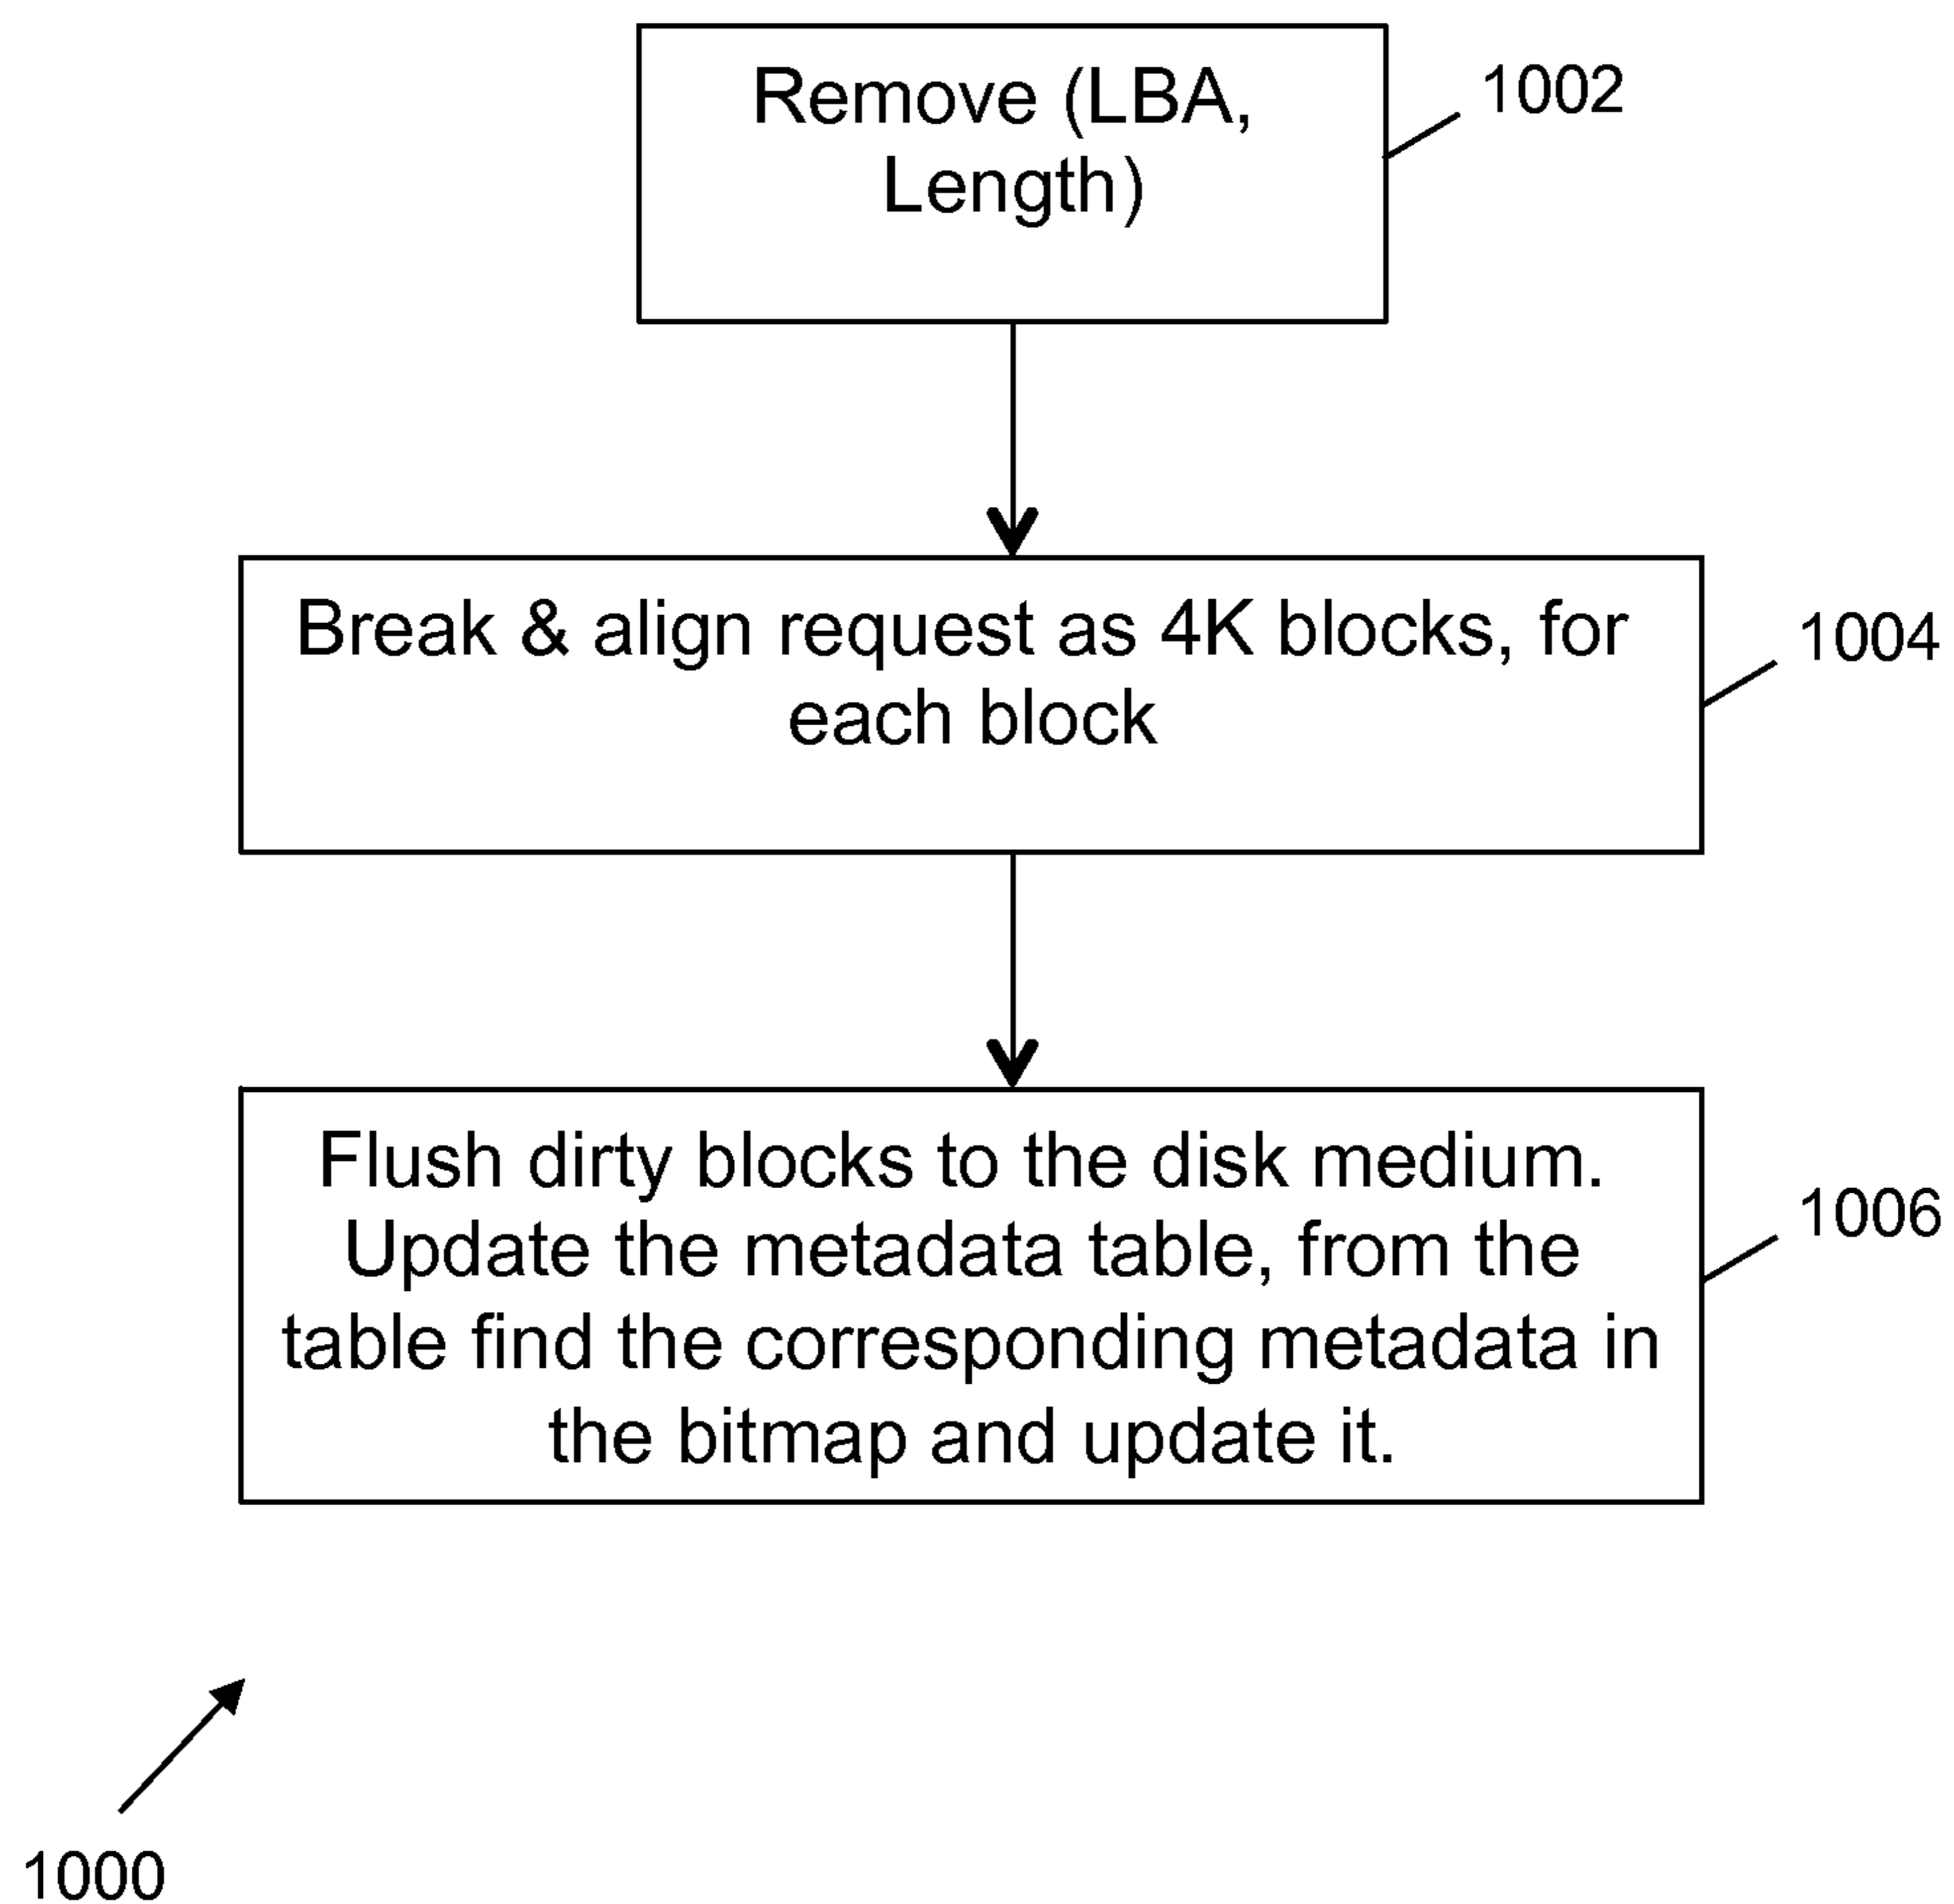 Remove (LBA,
Length)
1002
Break & align request as 4K blocks, for
each block
1004
Flush dirty blocks to the disk medium.
Update the metadata table, from the
table find the corresponding metadata in
the bitmap and update it.
1006
1000